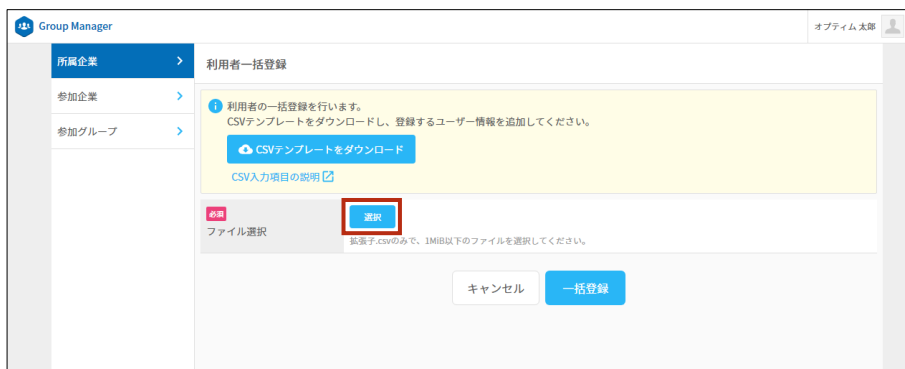 Group Manager
オプティム 太郎
所属企業
参加企業
参加グループ
利用者一括登録
利用者の一括登録を行います。
CSVテンプレートをダウンロードし、登録するユーザー情報を追加してください。
CSVテンプレートをダウンロード
CSV入力項目の説明
必須
ファイル選択
選択
拡張子.csvのみで、1MiB以下のファイルを選択してください。
キャンセル
一括登録